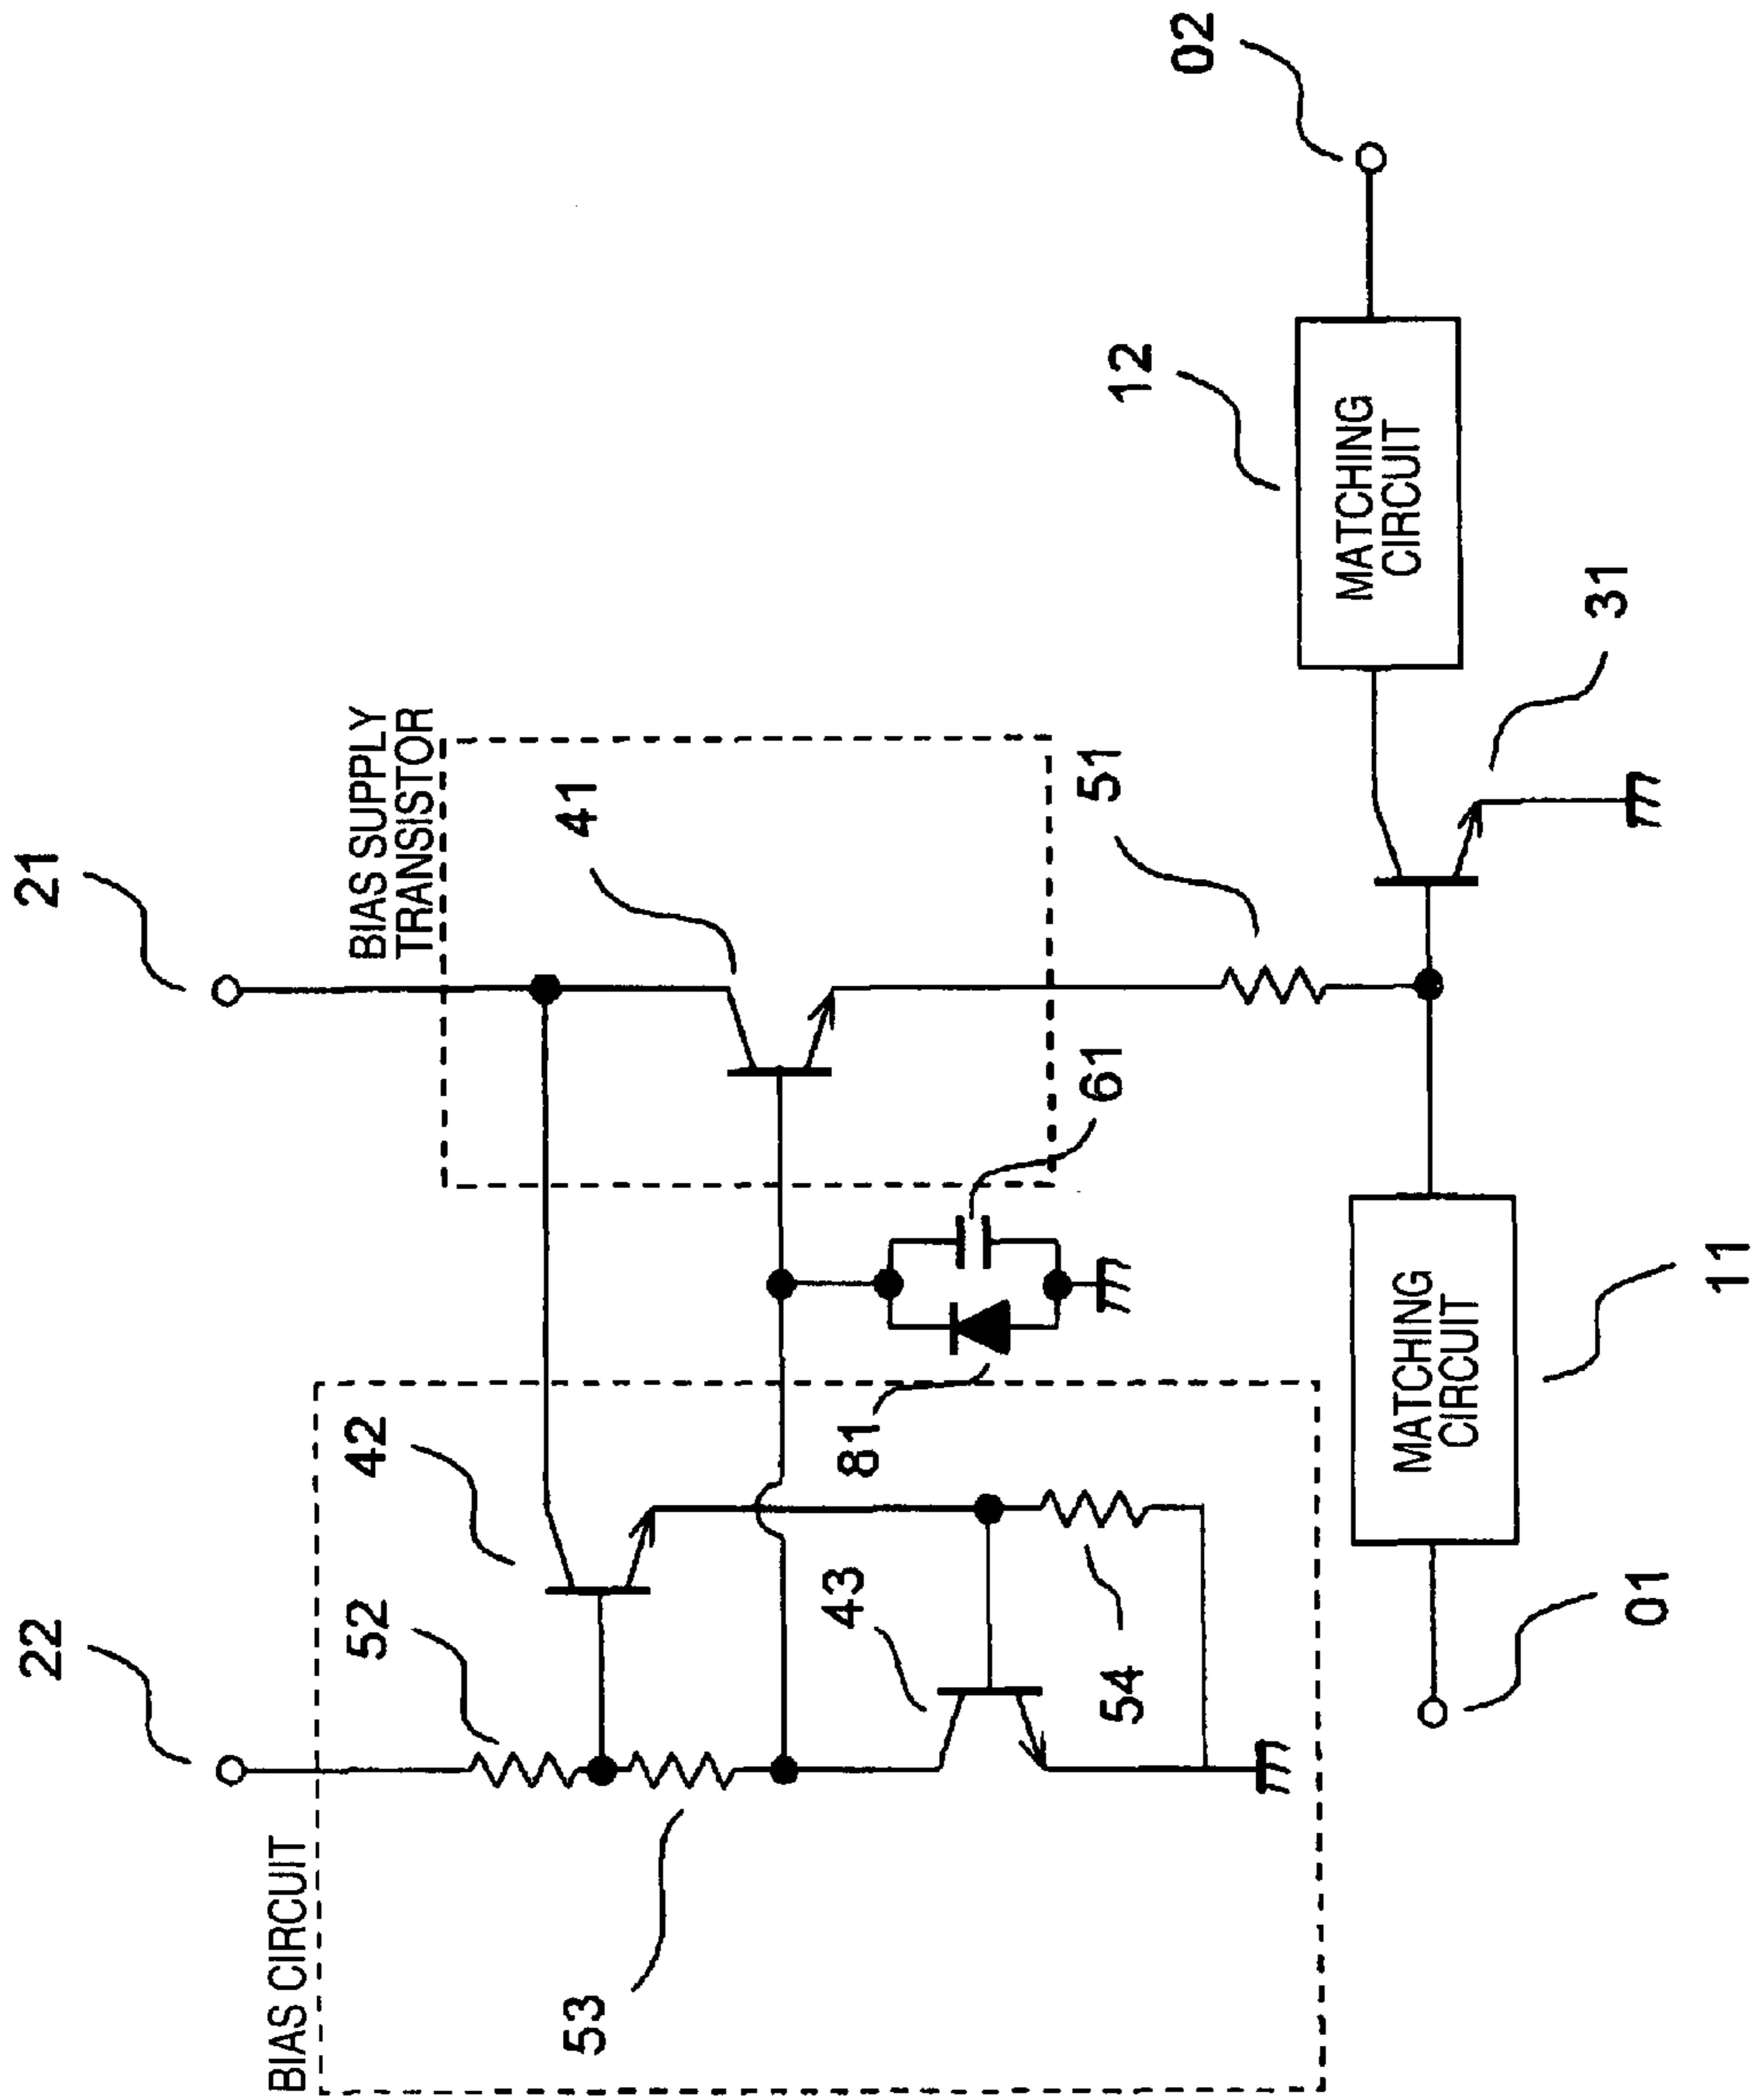 21
22
BIAS SUPPLY
TRANSISTOR
BIAS CIRCUIT
41
42
52
53
43
54
81
61
51
12
02
MATCHING
CIRCUIT
31
MATCHING
CIRCUIT
11
01